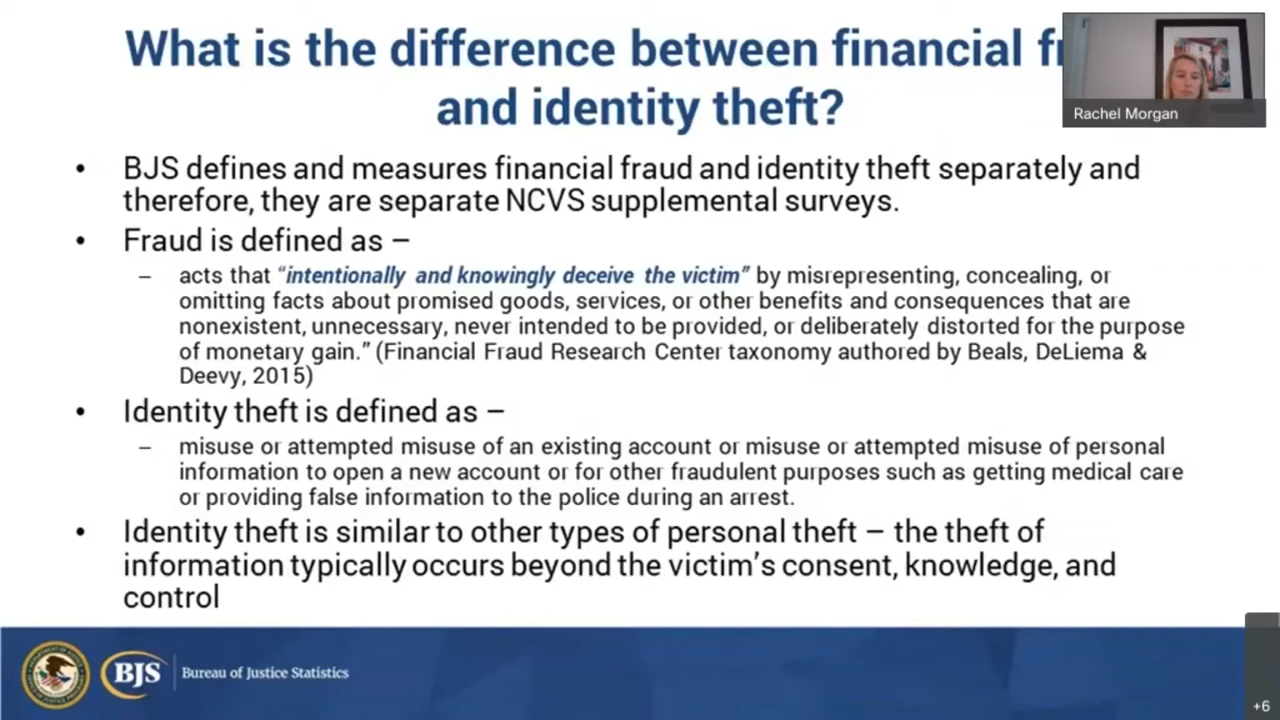 What is the difference between financial
and identity theft?
Rachel Morgan
• BJS defines and measures financial fraud and identity theft separately and
therefore, they are separate NCVS supplemental surveys.
• Fraud is defined as –
– acts that “intentionally and knowingly deceive the victim” by misrepresenting, concealing, or
omitting facts about promised goods, services, or other benefits and consequences that are
nonexistent, unnecessary, never intended to be provided, or deliberately distorted for the purpose
of monetary gain.” (Financial Fraud Research Center taxonomy authored by Beals, DeLiema &
Deevy, 2015)
• Identity theft is defined as –
– misuse or attempted misuse of an existing account or misuse or attempted misuse of personal
information to open a new account or for other fraudulent purposes such as getting medical care
or providing false information to the police during an arrest.
• Identity theft is similar to other types of personal theft – the theft of
information typically occurs beyond the victim’s consent, knowledge, and
control
BJS
Bureau of Justice Statistics
+6